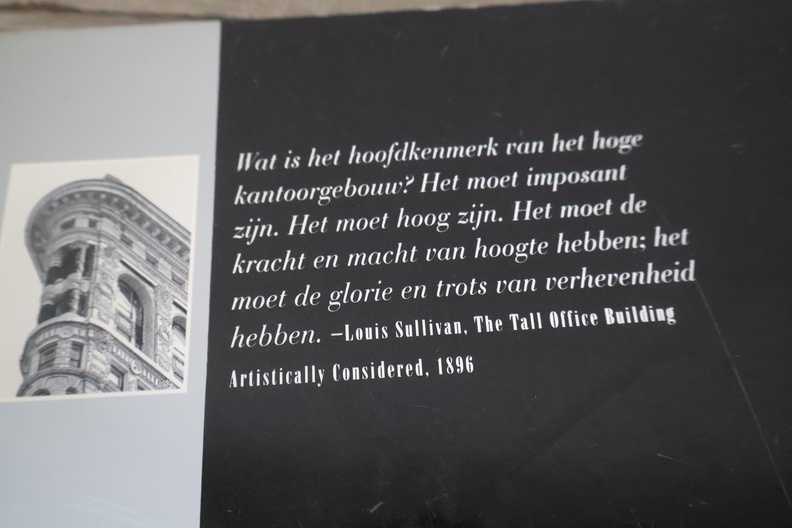 Wat is het hoofdkenmerk van het hoge
kantoorgebouw? Het moet imposant
zijn. Het moet hoog zijn. Het moet de
kracht en macht van hoogte hebben; het
moet de glorie en trots van verhevenheid
hebben. –Louis Sullivan, The Tall Office Building
Artistically Considered, 1896